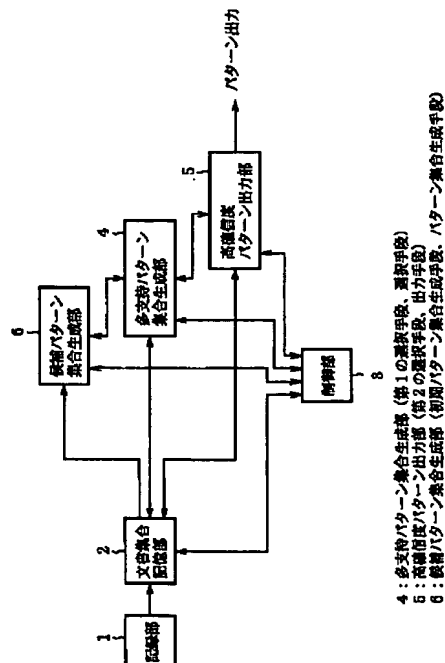 1
記録部
2
文書集合
記憶部
6
候補パターン
集合生成部
4
多支持パターン
集合生成部
5
高確信度
パターン出力部
パターン出力
制御部
8
4:多支持パターン集合生成部(第1の選択手段、選択手段)
5:高確信度パターン出力部(第2の選択手段、出力手段)
6:候補パターン集合生成部(初期パターン集合生成手段、パターン集合生成手段)